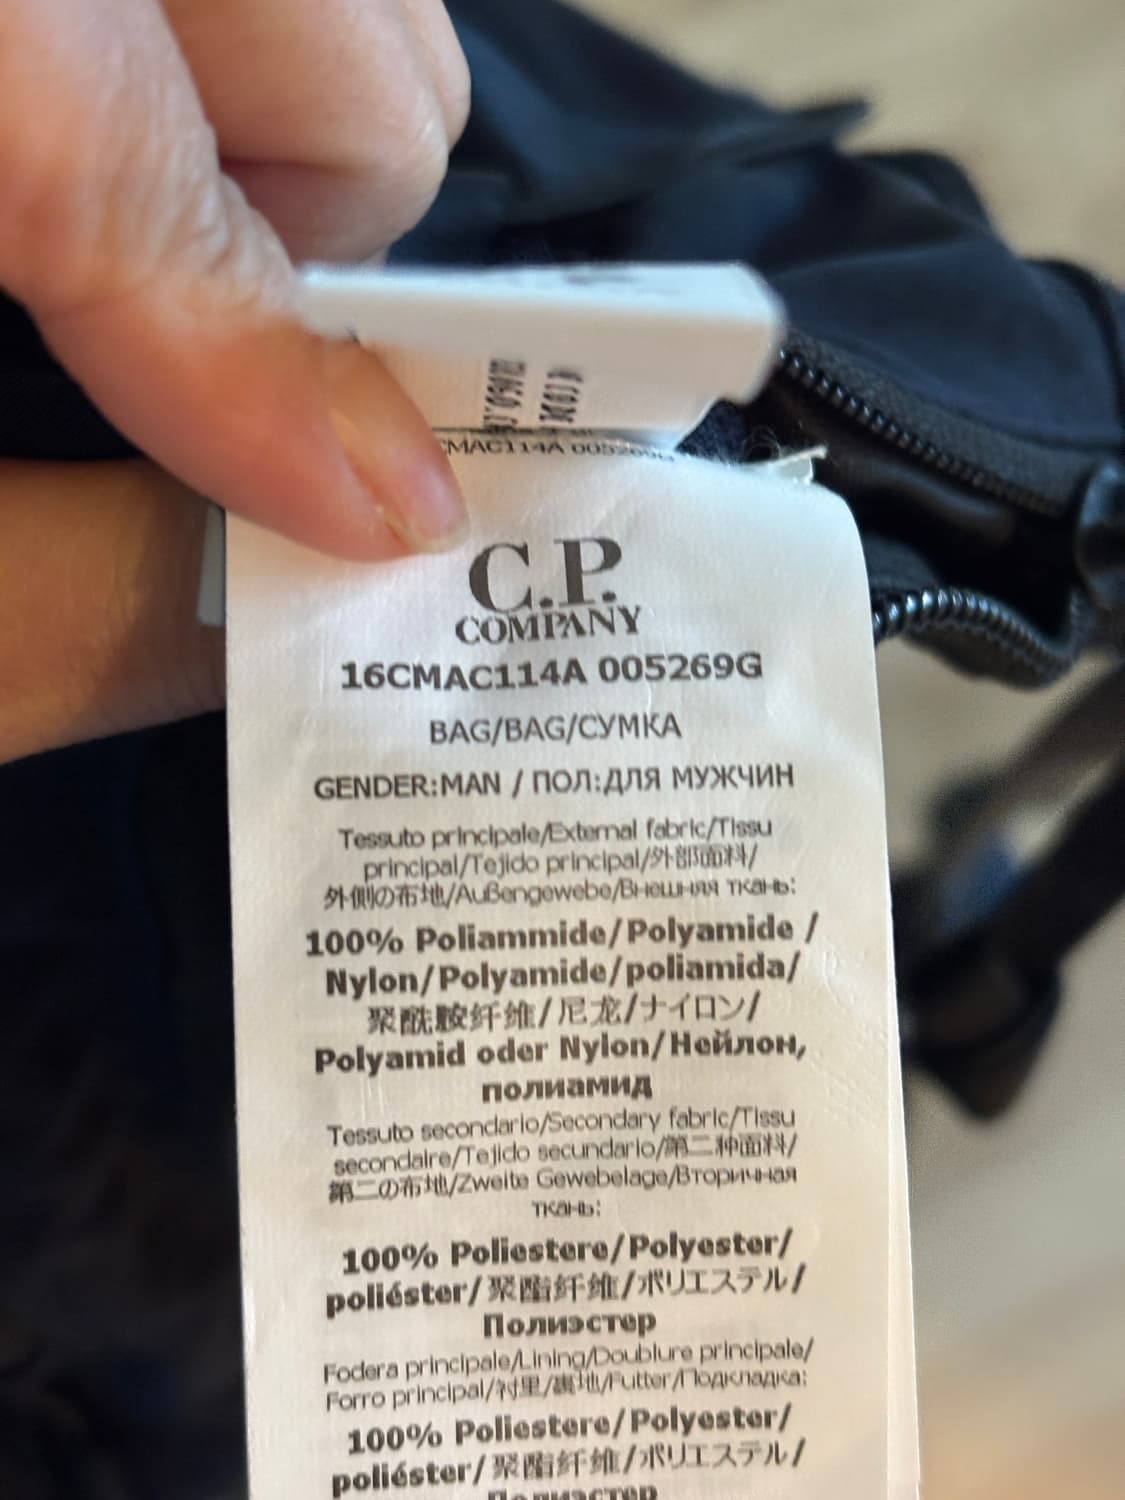 CMAC114A 005269G
C.P.
COMPANY
16CMAC114A 005269G
BAG/BAG/СУМКА
GENDER:MAN / ПОЛ:ДЛЯ МУЖЧИН
Tessuto principale/External fabric/Tissu
principal/Tejido principal/外部面料/
外側の布地/Außengewebe/Внешняя ткань:
100% Poliammide/Polyamide /
Nylon/Polyamide/poliamida/
聚酰胺纤维/尼龙/ナイロン/
Polyamid oder Nylon/Нейлон,
полиамид
Tessuto secondario/Secondary fabric/Tissu
secondaire/Tejido secundario/第二种面料/
第二の布地/Zweite Gewebelage/Вторичная
ткань:
100% Poliestere/Polyester/
poliéster/聚酯纤维/ポリエステル/
Полиэстер
Fodera principale/Lining/Doublure principale/
Forro principal/衬里/裏地/Futter/Подкладка:
100% Poliestere/Polyester/
poliéster/聚酯纤维/ポリエステル/
Полиэстер